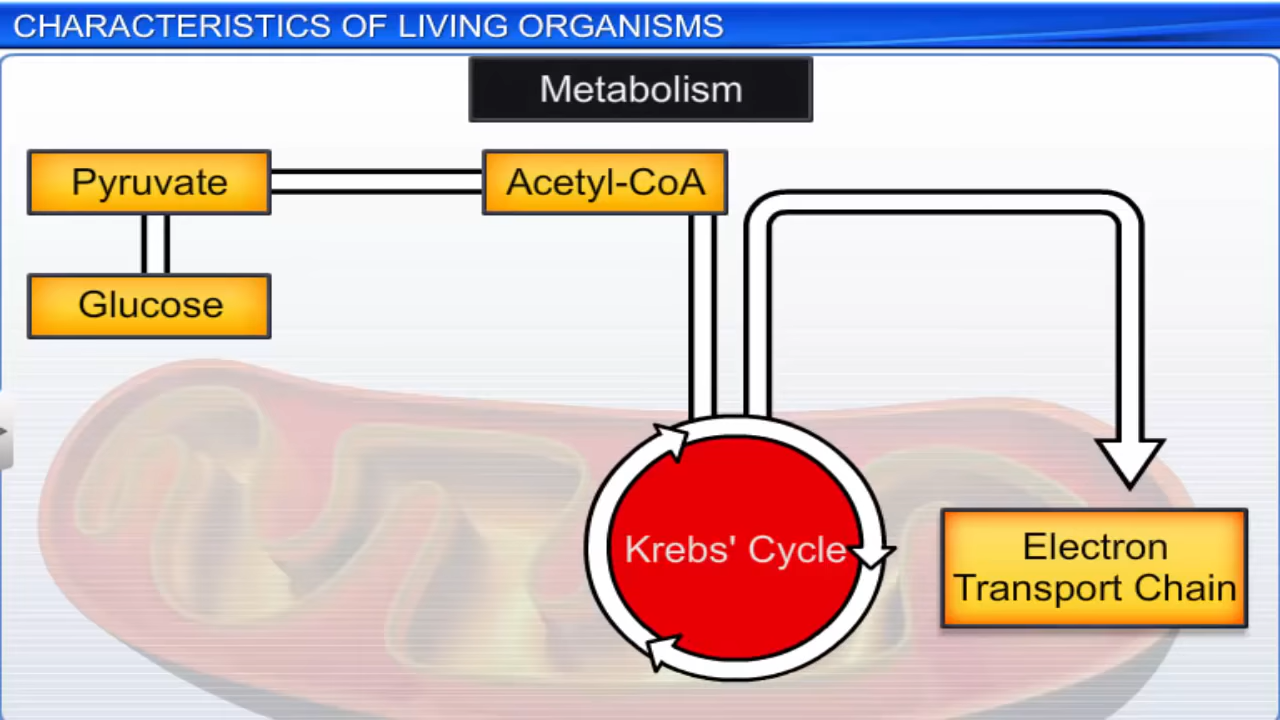 CHARACTERISTICS OF LIVING ORGANISMS
Metabolism
Pyruvate
Acetyl-CoA
Glucose
Krebs' Cycle
Electron
Transport Chain